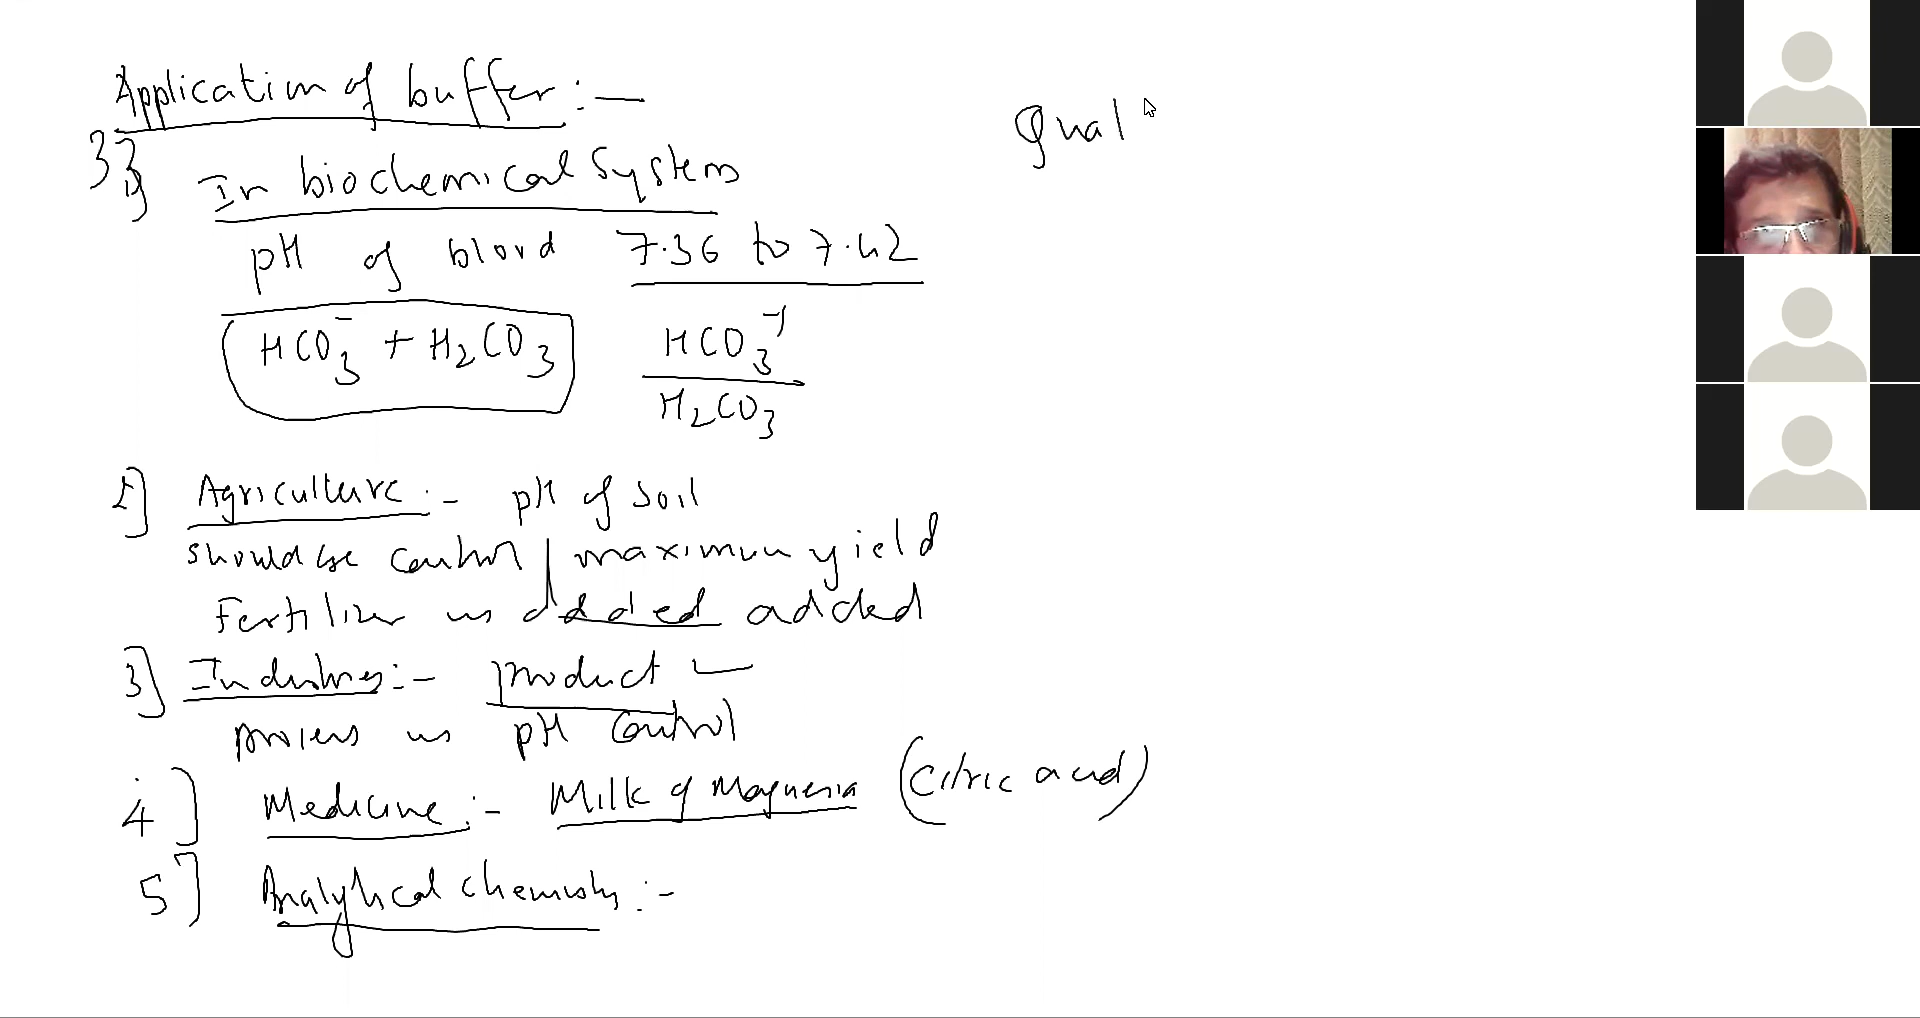 Application of buffer :—
In biochemical System
pH of blood 7.36 to 7.42
HCO₃⁻ + H₂CO₃
HCO₃⁻
H₂CO₃
2] Agriculture :- pH of soil
should be control / maximum yield
Fertilizer is added added
3] Industry :- product
process is pH Control
4] Medicine :- Milk of Magnesia (Citric acid)
5] Analytical chemistry :-
Qual